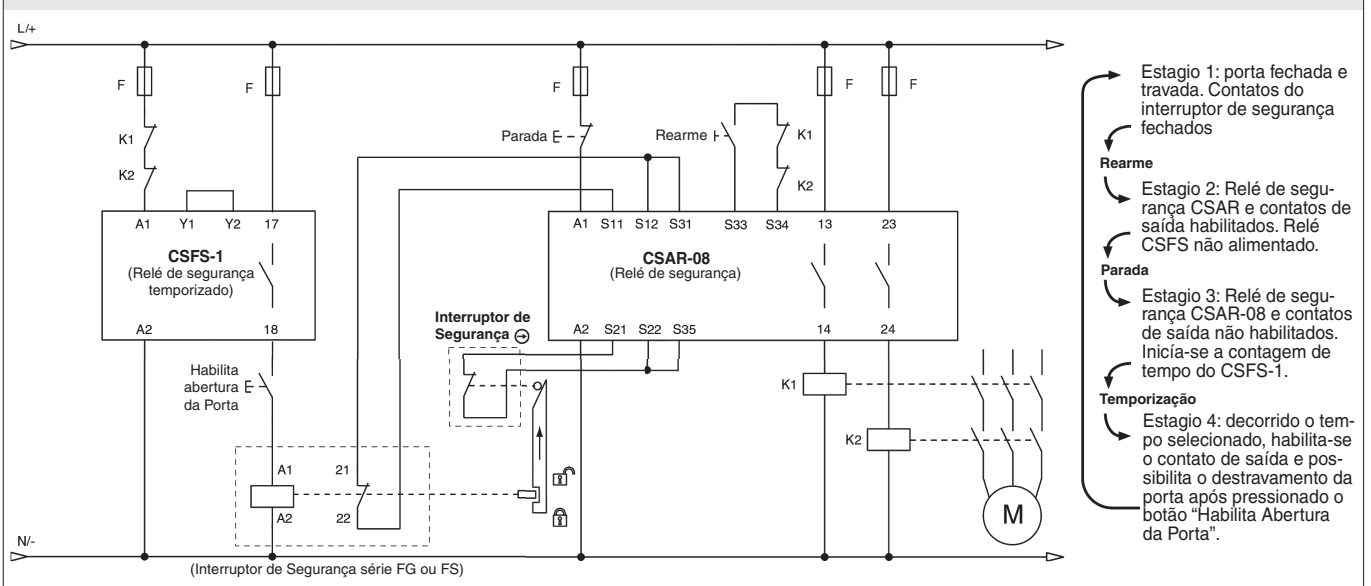 L/+
F
F
F
F
F
K1
K2
Parada
Rearme
K1
K2
A1 Y1 Y2 17
CSFS-1
(Relé de segurança
temporizado)
A2 18
A1 S11 S12 S31 S33 S34 13 23
CSAR-08
(Relé de segurança)
A2 S21 S22 S35 14 24
Interruptor de
Segurança
Habilita
abertura
da Porta
K1
K2
A1 21
A2 22
M
N/-
(Interruptor de Segurança série FG ou FS)
Estagio 1: porta fechada e
travada. Contatos do
interruptor de segurança
fechados
Rearme
Estagio 2: Relé de segu-
rança CSAR e contatos de
saída habilitados. Relé
CSFS não alimentado.
Parada
Estagio 3: Relé de segu-
rança CSAR-08 e contatos
de saída não habilitados.
Inicía-se a contagem de
tempo do CSFS-1.
Temporização
Estagio 4: decorrido o tem-
po selecionado, habilita-se
o contato de saída e pos-
sibilita o destravamento da
porta após pressionado o
botão “Habilita Abertura
da Porta”.